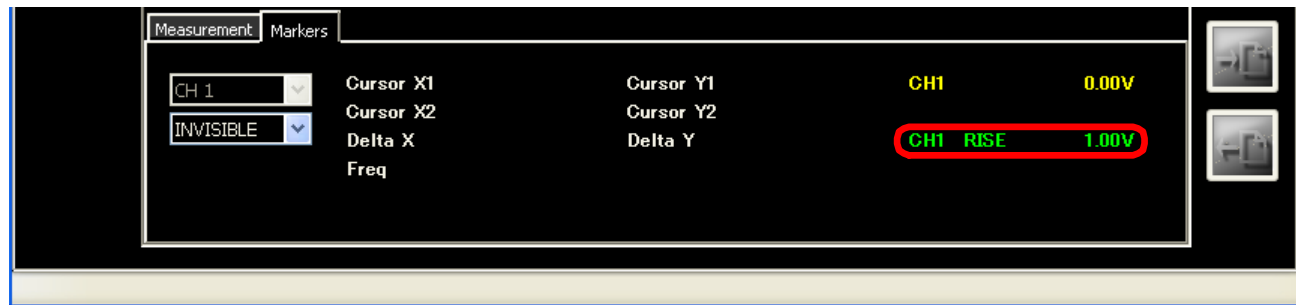 Measurement Markers
CH 1 Cursor X1 Cursor Y1 CH1 0.00V
INVISIBLE Cursor X2 Cursor Y2
Delta X Delta Y CH1 RISE 1.00V
Freq